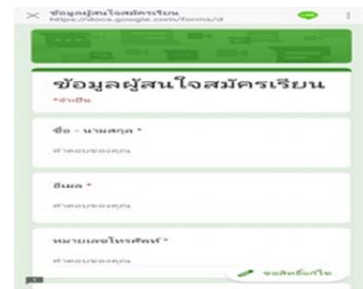 ข้อมูลผู้สนใจสมัครเรียน
https://docs.google.com/forms/d
ข้อมูลผู้สนใจสมัครเรียน
*จำเป็น
ชื่อ - นามสกุล *
คำตอบของคุณ
อีเมล *
คำตอบของคุณ
หมายเลขโทรศัพท์ *
คำตอบของคุณ
ขอสิทธิ์แก้ไข